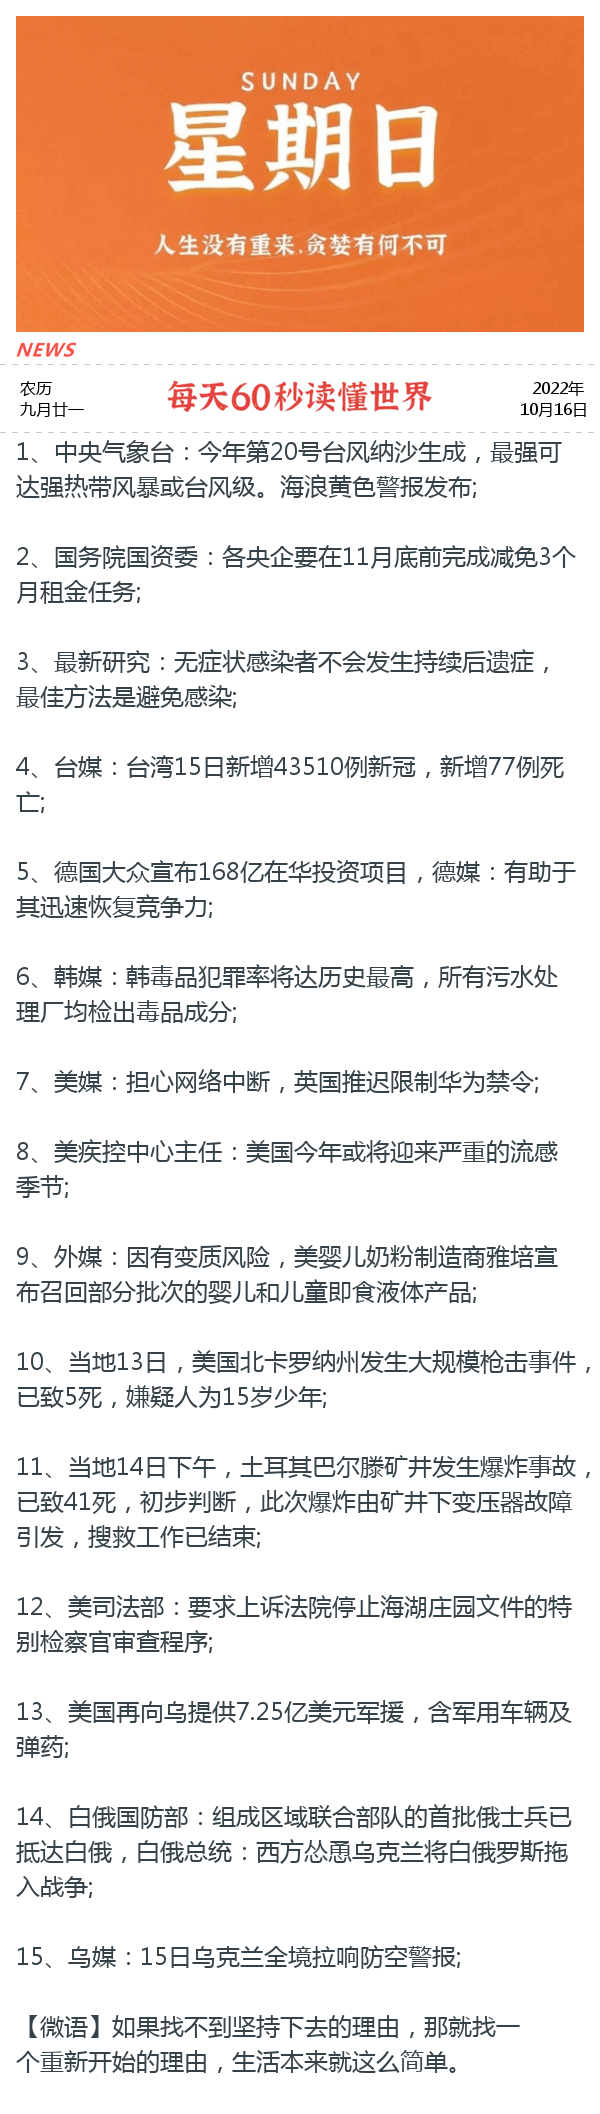 SUNDAY
星期日
人生没有重来,贪婪有何不可
NEWS
农历
九月廿一
每天60秒读懂世界
2022年
10月16日
1、中央气象台：今年第20号台风纳沙生成，最强可
达强热带风暴或台风级。海浪黄色警报发布;
2、国务院国资委：各央企要在11月底前完成减免3个
月租金任务;
3、最新研究：无症状感染者不会发生持续后遗症，
最佳方法是避免感染;
4、台媒：台湾15日新增43510例新冠，新增77例死
亡;
5、德国大众宣布168亿在华投资项目，德媒：有助于
其迅速恢复竞争力;
6、韩媒：韩毒品犯罪率将达历史最高，所有污水处
理厂均检出毒品成分;
7、美媒：担心网络中断，英国推迟限制华为禁令;
8、美疾控中心主任：美国今年或将迎来严重的流感
季节;
9、外媒：因有变质风险，美婴儿奶粉制造商雅培宣
布召回部分批次的婴儿和儿童即食液体产品;
10、当地13日，美国北卡罗纳州发生大规模枪击事件，
已致5死，嫌疑人为15岁少年;
11、当地14日下午，土耳其巴尔滕矿井发生爆炸事故，
已致41死，初步判断，此次爆炸由矿井下变压器故障
引发，搜救工作已结束;
12、美司法部：要求上诉法院停止海湖庄园文件的特
别检察官审查程序;
13、美国再向乌提供7.25亿美元军援，含军用车辆及
弹药;
14、白俄国防部：组成区域联合部队的首批俄士兵已
抵达白俄，白俄总统：西方怂恿乌克兰将白俄罗斯拖
入战争;
15、乌媒：15日乌克兰全境拉响防空警报;
【微语】如果找不到坚持下去的理由，那就找一
个重新开始的理由，生活本来就这么简单。